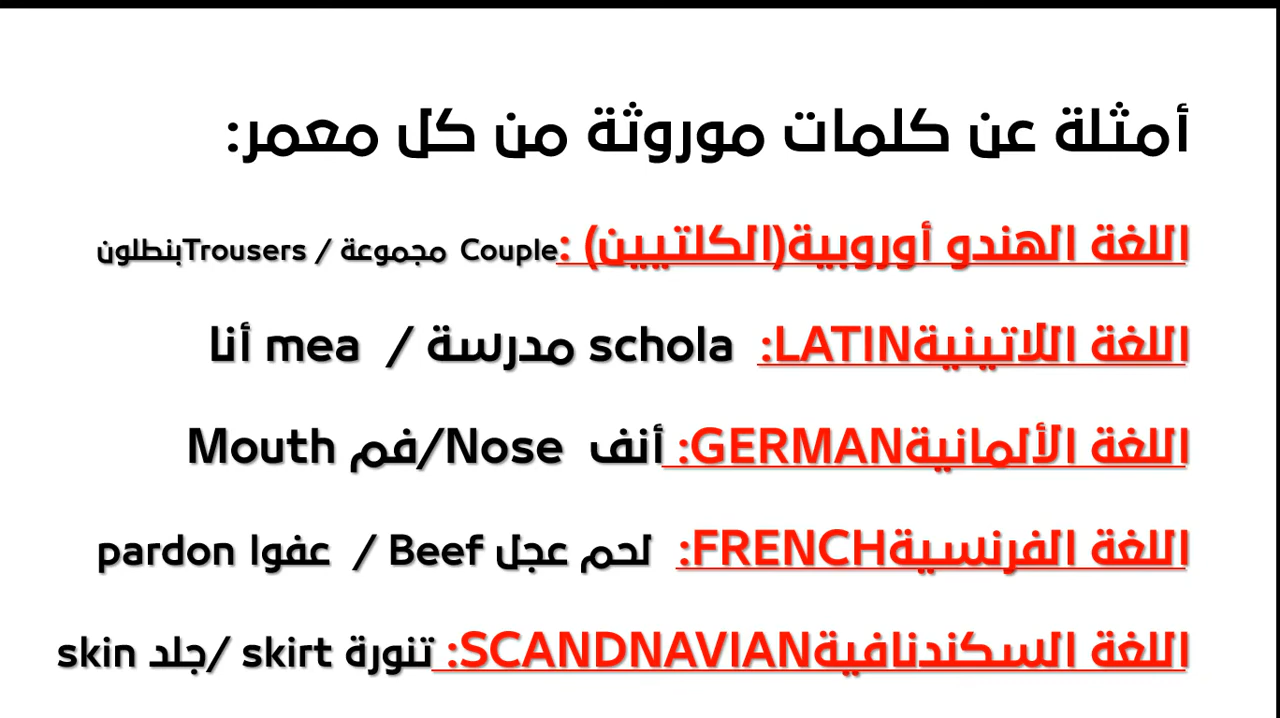 أمثلة عن كلمات موروثة من كل معمر:
اللغة الهندو أوروبية(الكلتيين) :Couple مجموعة / Trousersبنطلون
اللغة اللاتينيةLATIN: schola مدرسة / mea أنا
اللغة الألمانيةGERMAN: أنف Nose/فم Mouth
اللغة الفرنسيةFRENCH: لحم عجل Beef / عفوا pardon
اللغة السكندنافيةSCANDNAVIAN: تنورة skirt /جلد skin